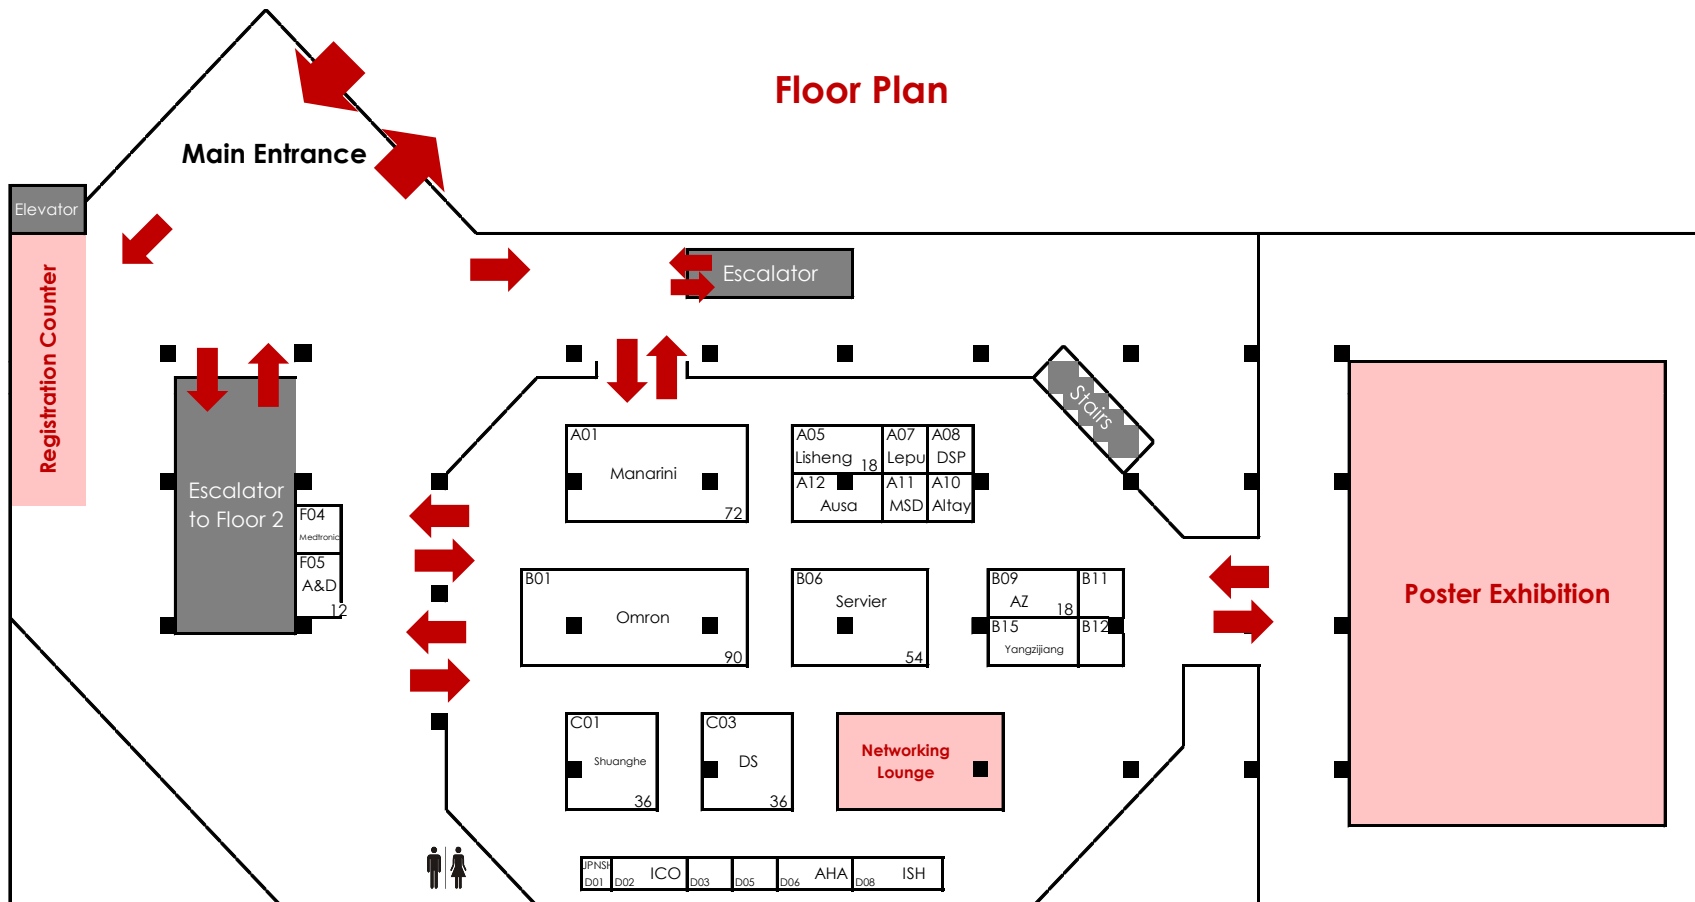 Floor Plan
Main Entrance
Elevator
Registration Counter
Escalator
Stairs
Escalator
to Floor 2
F04
Medtronic
F05
A&D
12
A01
Manarini
72
A05
Lisheng
18
A07
Lepu
A08
DSP
A12
Ausa
A11
MSD
A10
Altay
B01
Omron
90
B06
Servier
54
B09
AZ
18
B11
B15
Yangzijiang
B12
Poster Exhibition
C01
Shuanghe
36
C03
DS
36
Networking
Lounge
JPNSH
D01
D02
ICO
D03
D05
D06
AHA
D08
ISH